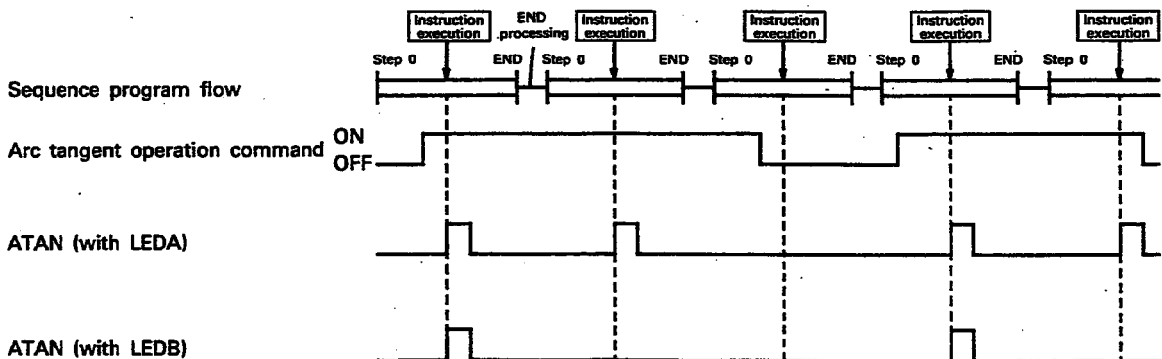 Instruction execution
END processing
Instruction execution
Instruction execution
Instruction execution
Instruction execution
Step 0 END Step 0 END Step 0 END Step 0 END Step 0
Sequence program flow
Arc tangent operation command ON
OFF
ATAN (with LEDA)
ATAN (with LEDB)